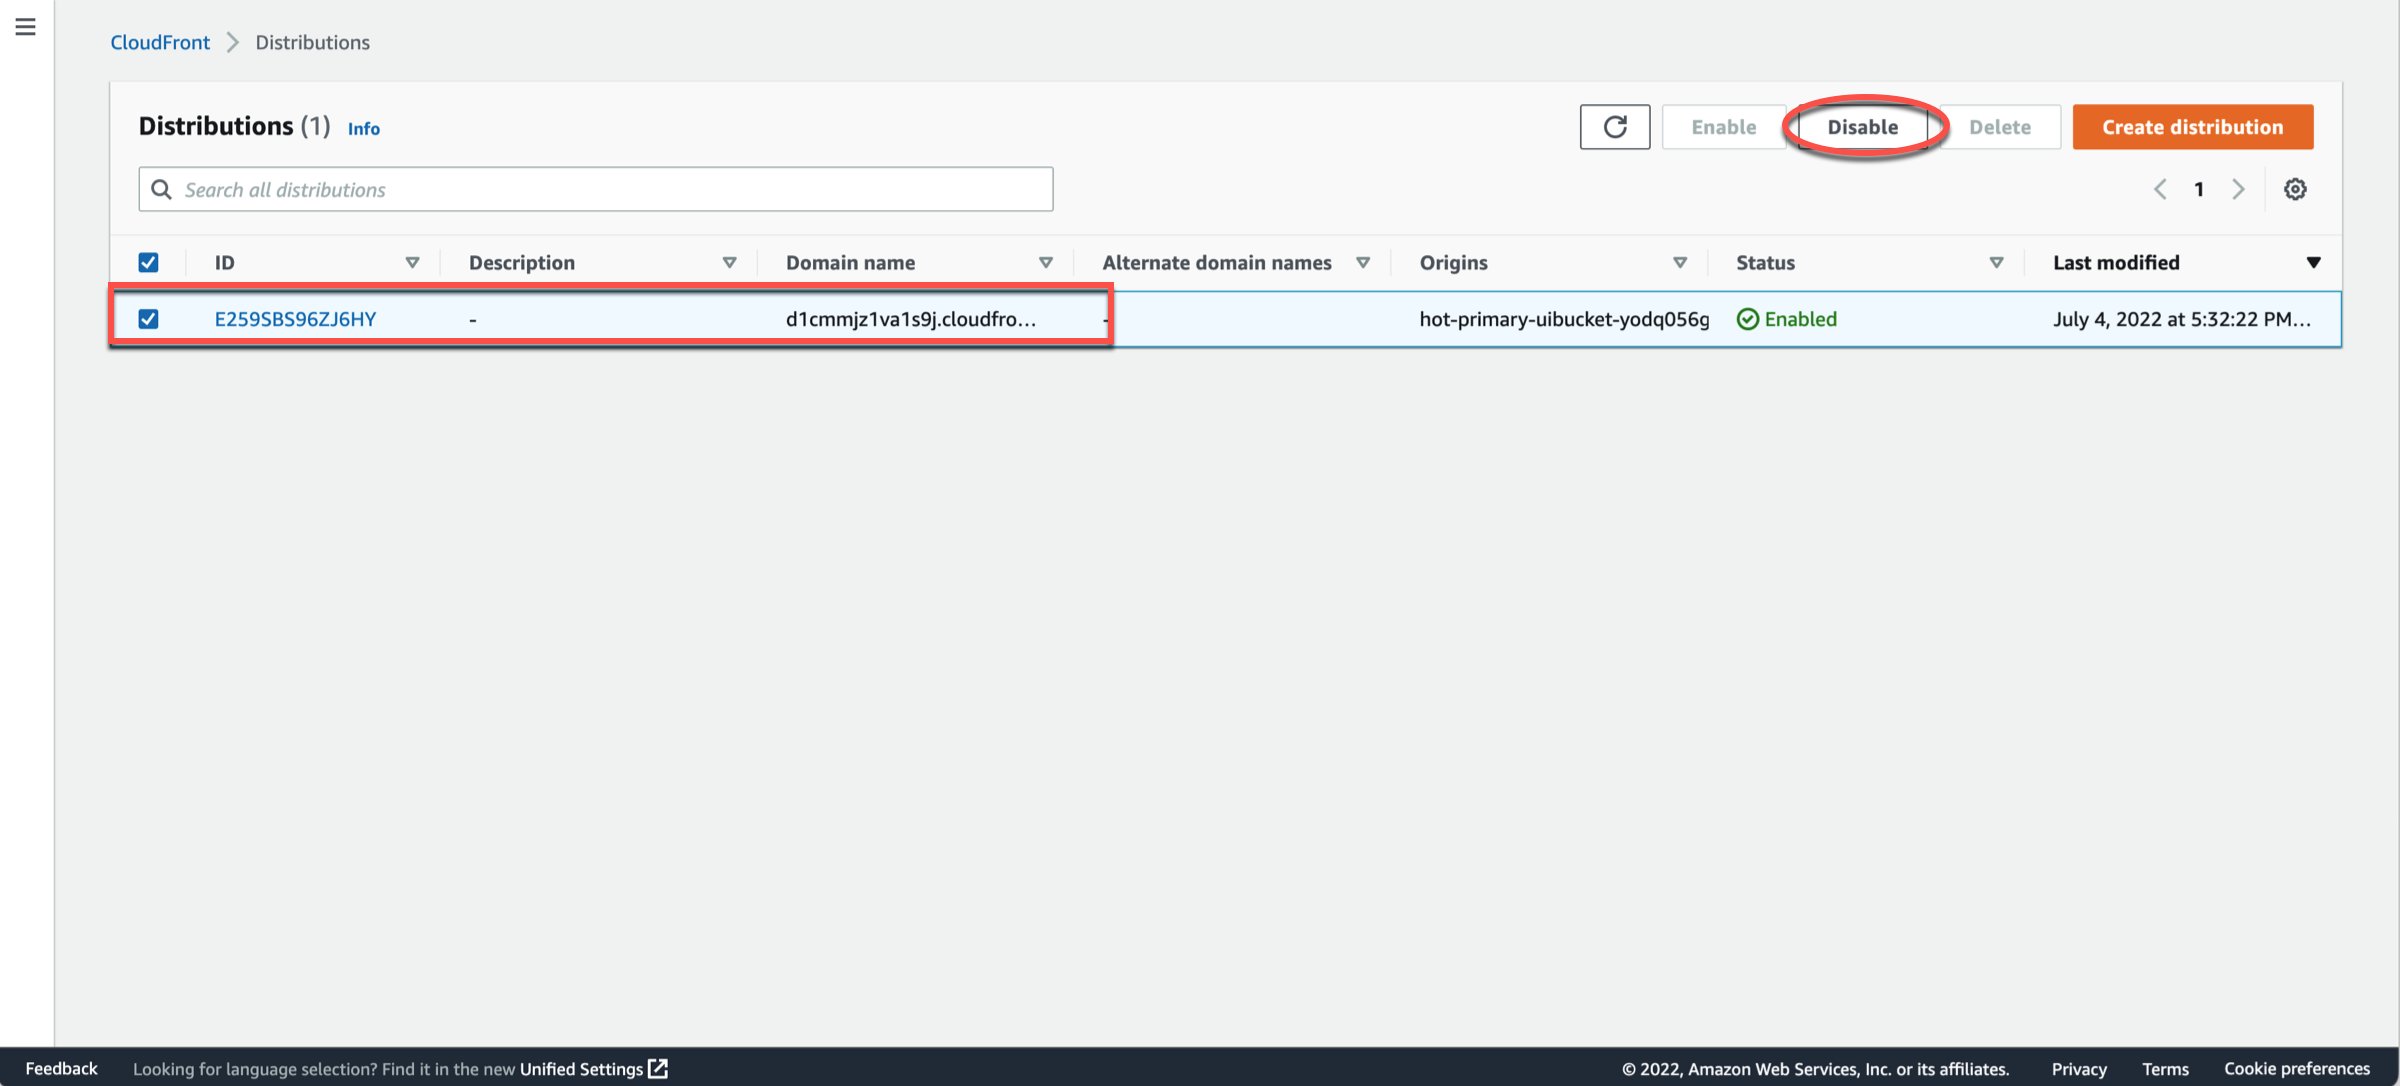 CloudFront > Distributions
Distributions (1) Info
Enable Disable Delete Create distribution
Search all distributions
1
ID Description Domain name Alternate domain names Origins Status Last modified
E259SBS96ZJ6HY - d1cmmjz1va1s9j.cloudfro... - hot-primary-uibucket-yodq056g Enabled July 4, 2022 at 5:32:22 PM...
Feedback Looking for language selection? Find it in the new Unified Settings © 2022, Amazon Web Services, Inc. or its affiliates. Privacy Terms Cookie preferences